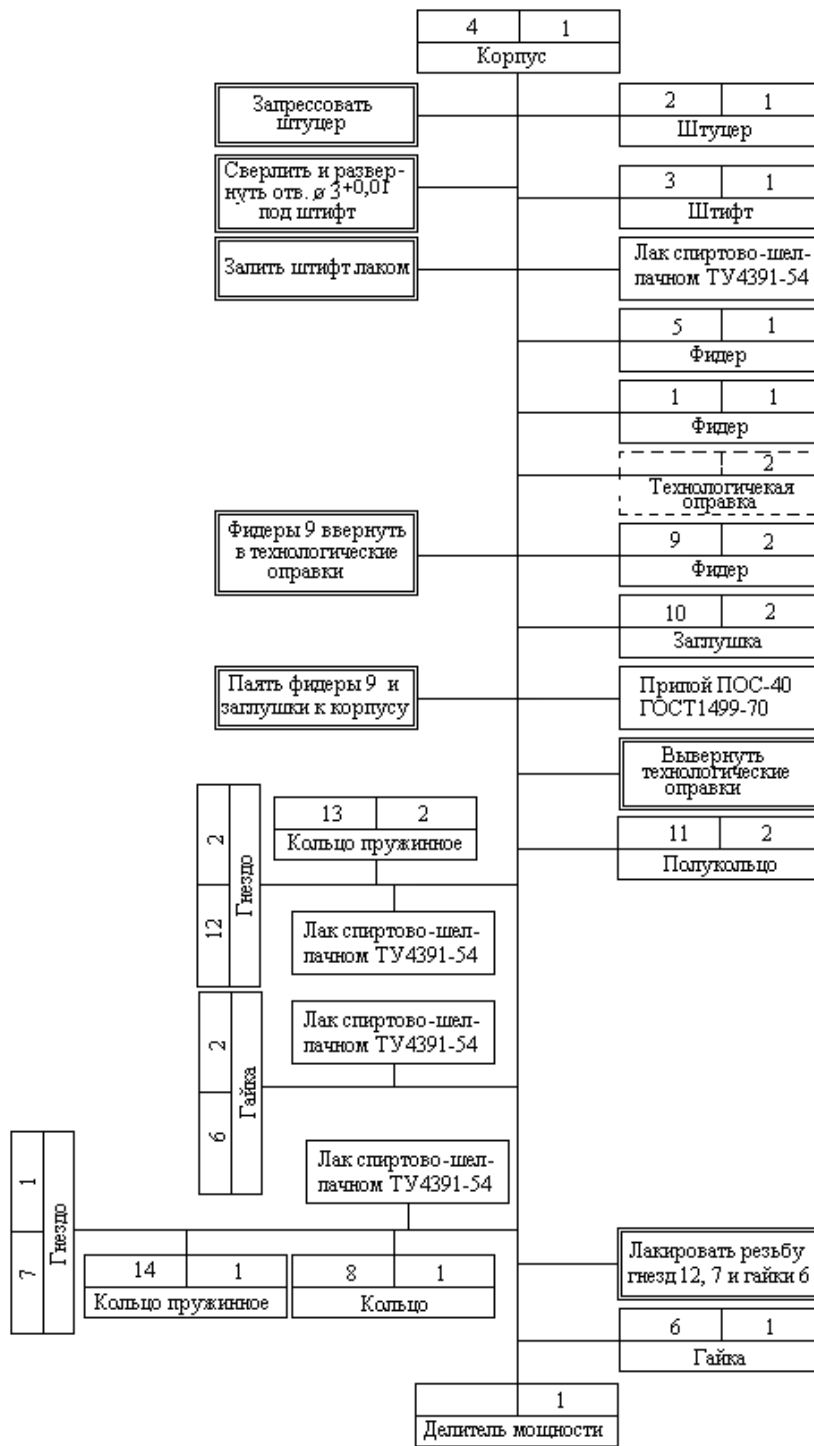 4 1
Корпус
Запрессовать
штуцер
2 1
Штуцер
Сверлить и развер-
нуть отв. ø 3+0,01
под штифт
3 1
Штифт
Залить штифт лаком
Лак спиртово-шел-
лачном ТУ4391-54
5 1
Фидер
1 1
Фидер
2
Технологичекая
оправка
Фидеры 9 ввернуть
в технологические
оправки
9 2
Фидер
10 2
Заглушка
Паять фидеры 9 и
заглушки к корпусу
Припой ПОС-40
ГОСТ1499-70
Вывернуть
технологические
оправки
11 2
Полукольцо
13 2
Кольцо пружинное
12 2
Гнездо
Лак спиртово-шел-
лачном ТУ4391-54
Лак спиртово-шел-
лачном ТУ4391-54
6 2
Гайка
Лак спиртово-шел-
лачном ТУ4391-54
7 1
Гнездо
14 1
Кольцо пружинное
8 1
Кольцо
Лакировать резьбу
гнезд 12, 7 и гайки 6
6 1
Гайка
1
Делитель мощности